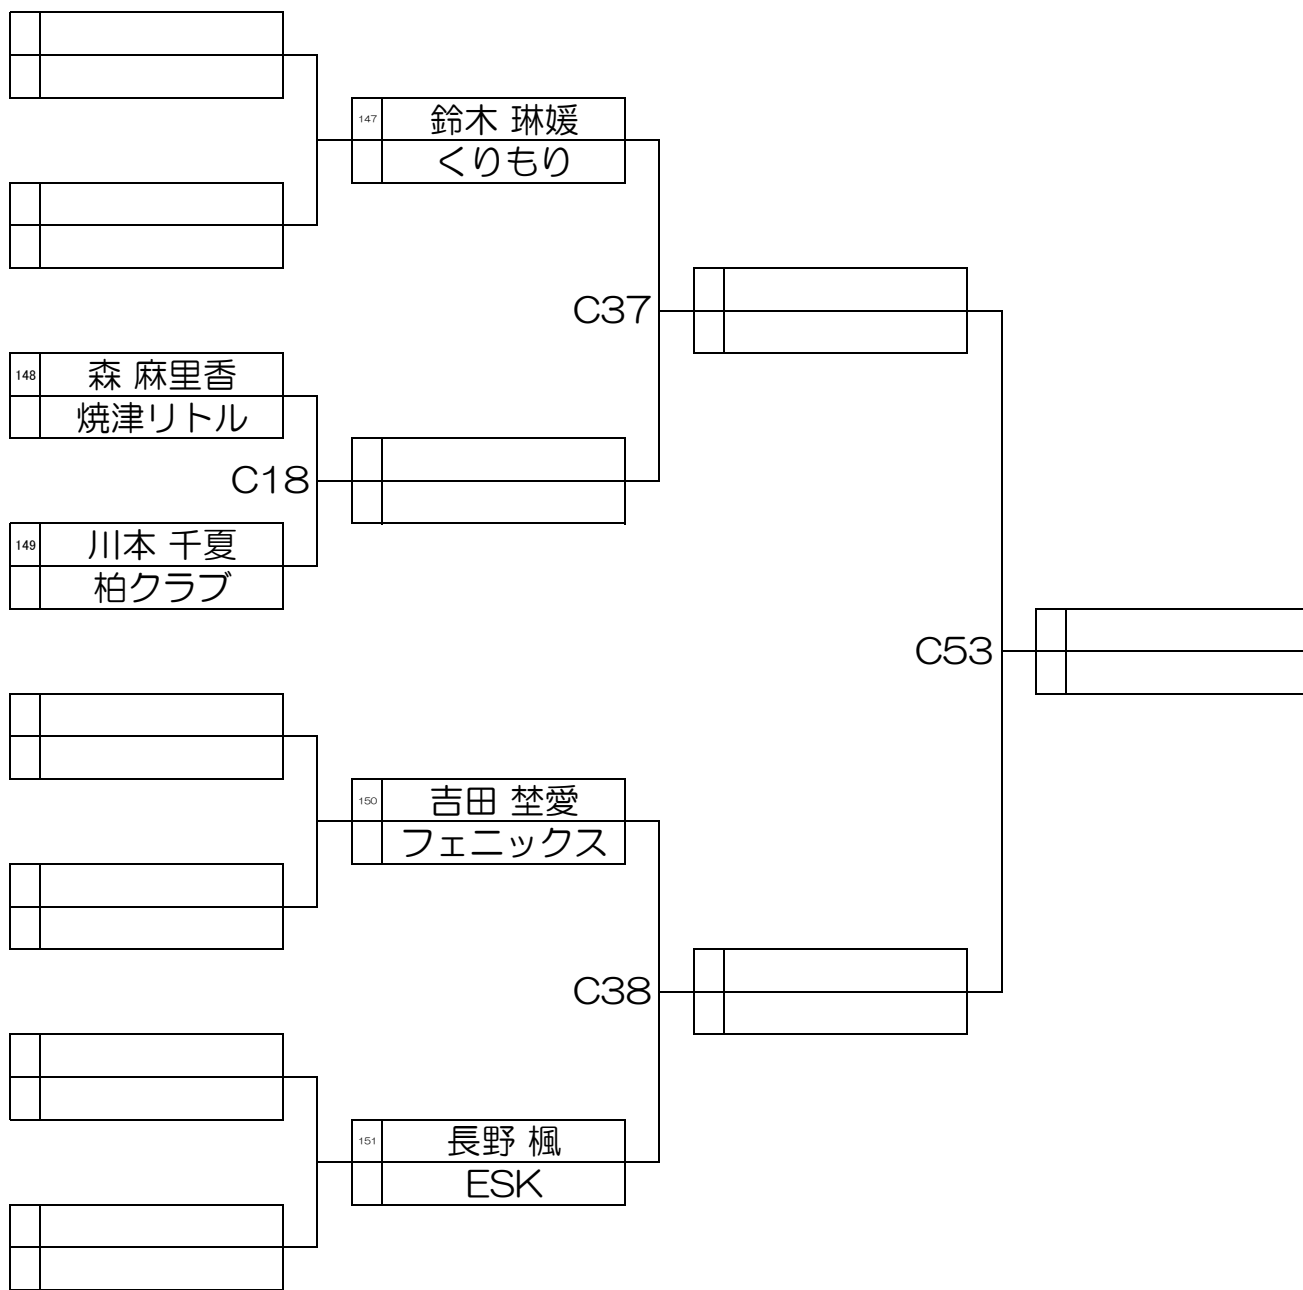 147
鈴木 琳媛
くりもり
C37
148
森 麻里香
焼津リトル
C18
149
川本 千夏
柏クラブ
C53
150
吉田 埜愛
フェニックス
C38
151
長野 楓
ESK